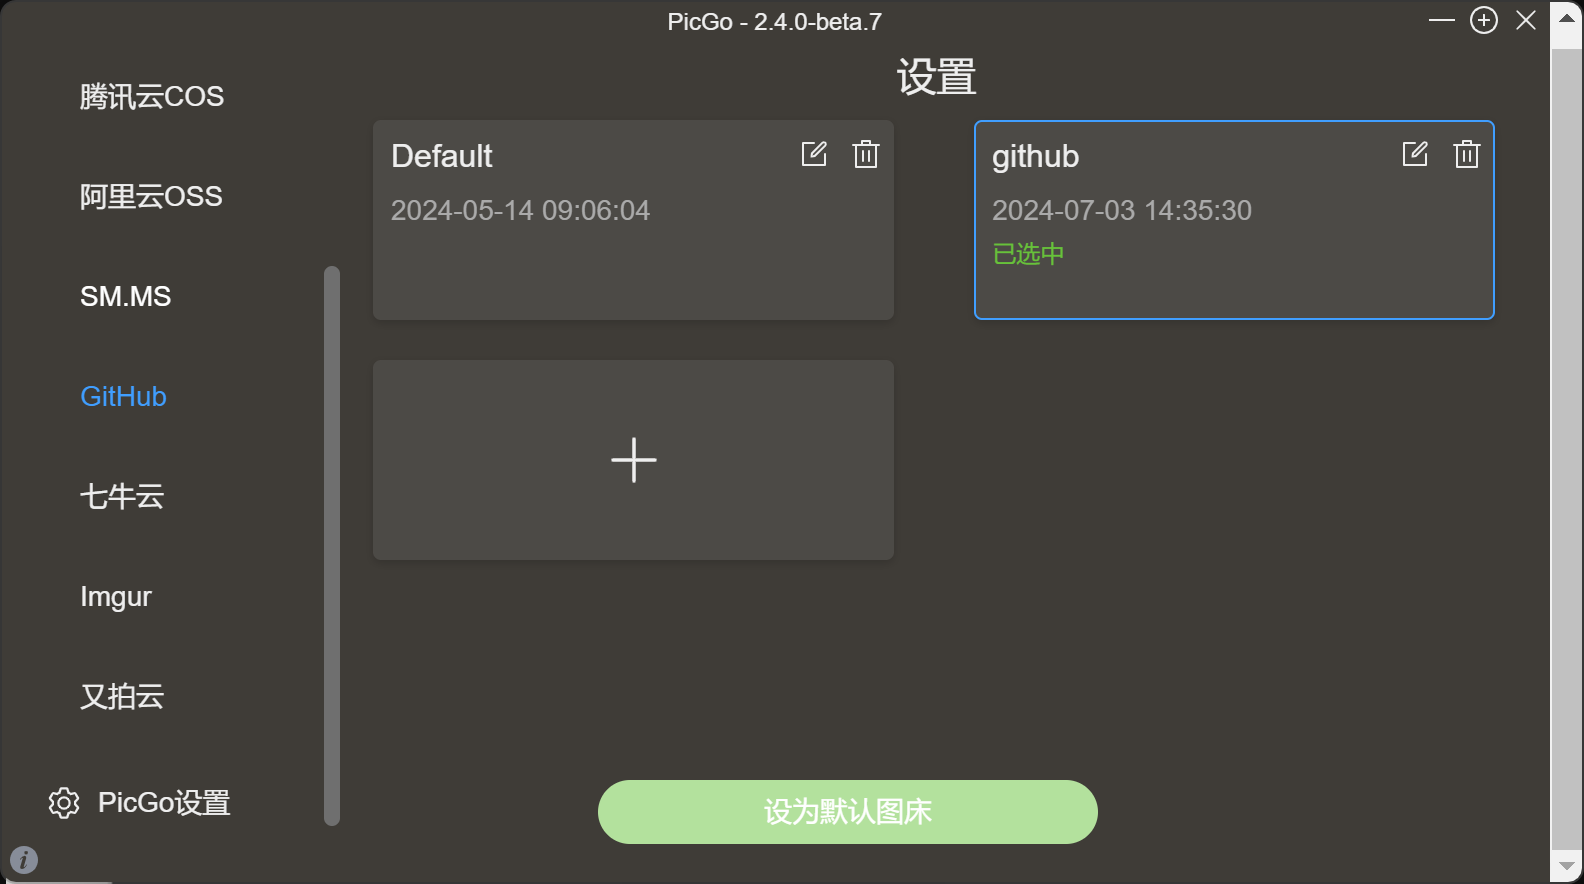 PicGo - 2.4.0-beta.7
腾讯云COS
阿里云OSS
SM.MS
GitHub
七牛云
Imgur
又拍云
PicGo设置
设置
Default
2024-05-14 09:06:04
github
2024-07-03 14:35:30
已选中
设为默认图床